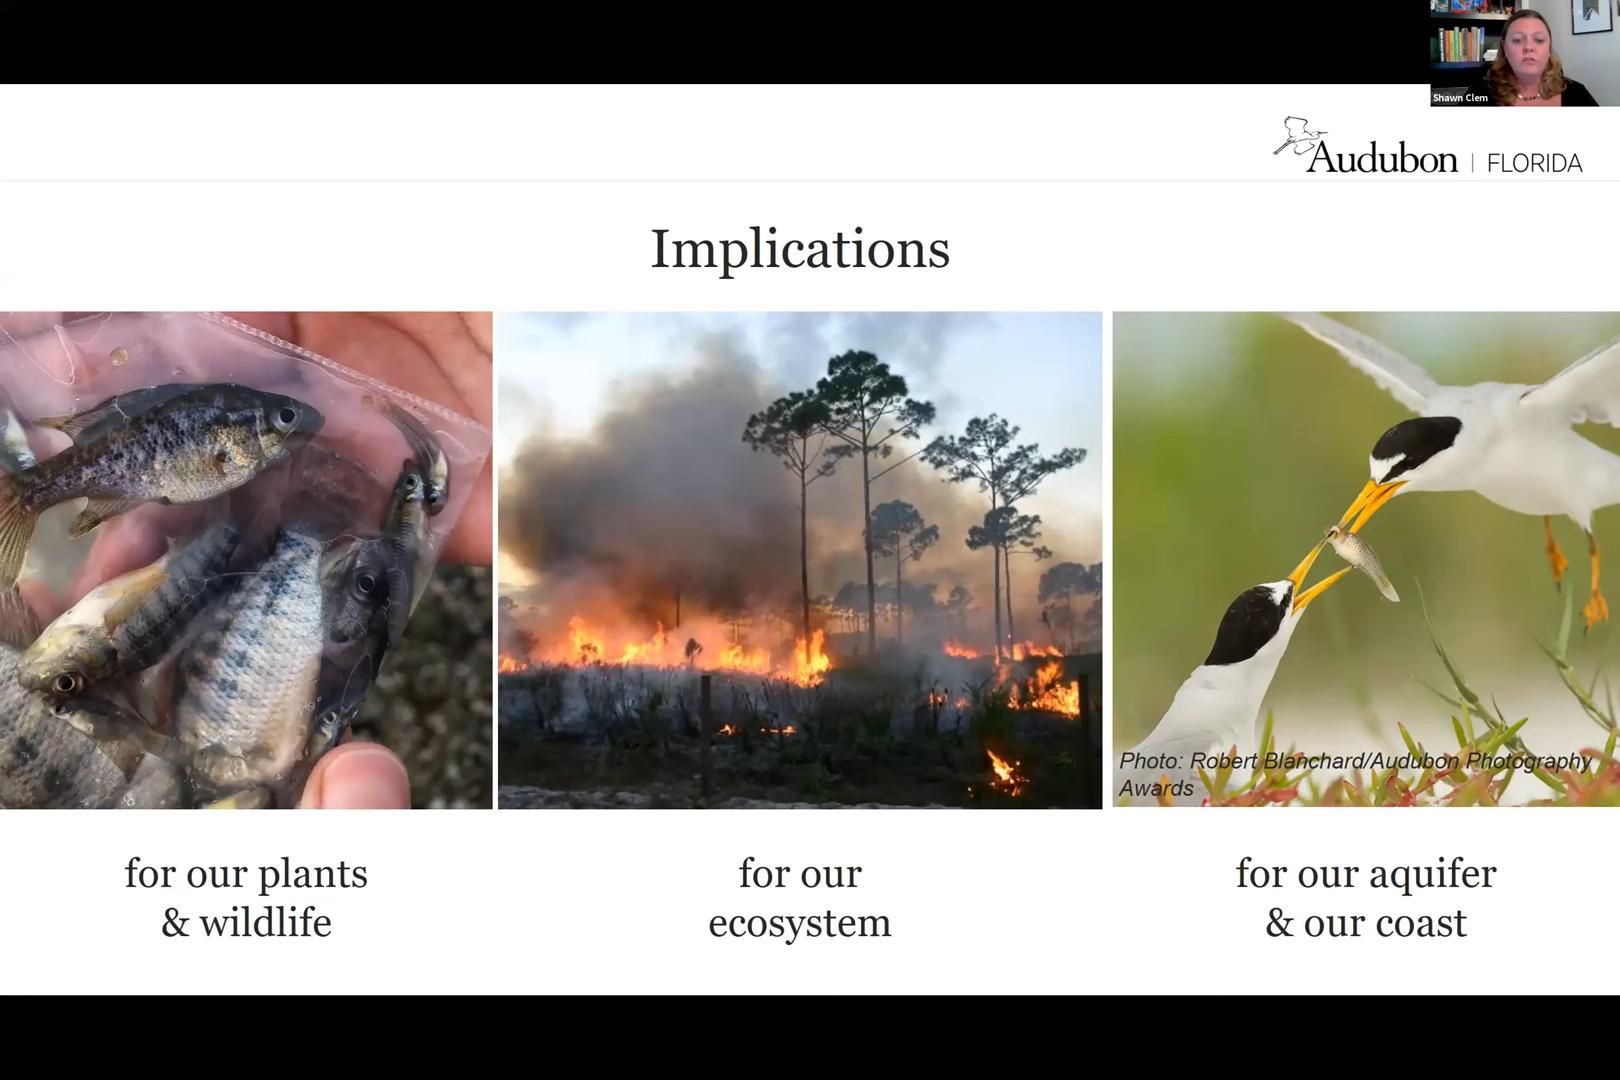 Shawn Clem
Audubon | FLORIDA
Implications
Photo: Robert Blanchard/Audubon Photography
Awards
for our plants
& wildlife
for our
ecosystem
for our aquifer
& our coast